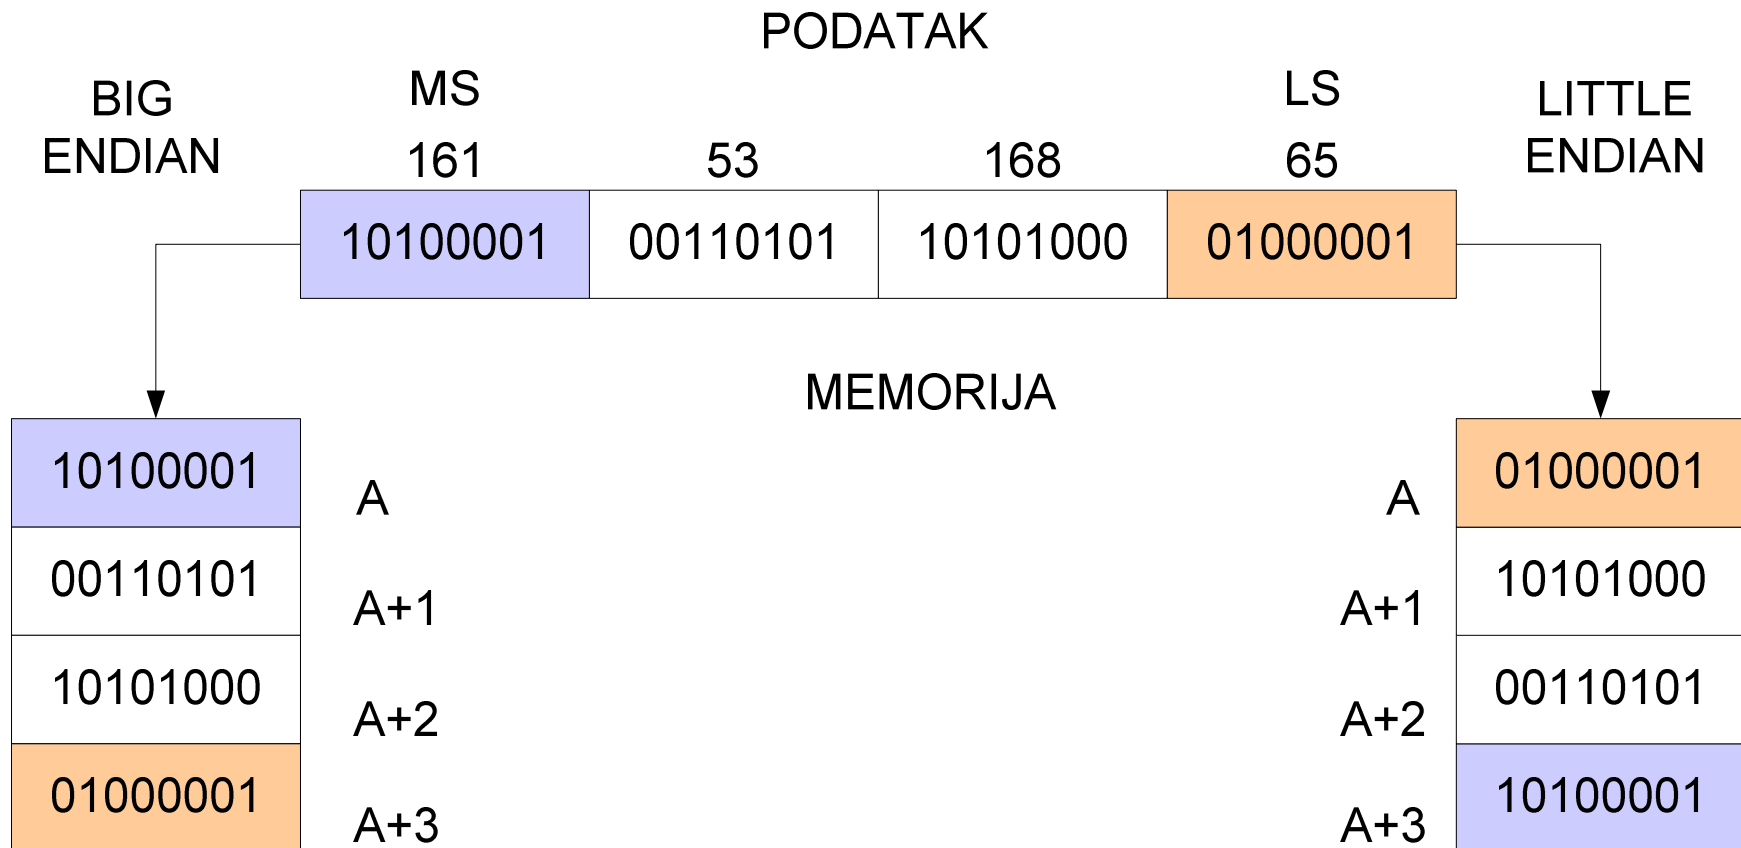 PODATAK
BIG
ENDIAN
MS
LS
LITTLE
ENDIAN
161 53 168 65
10100001 00110101 10101000 01000001
MEMORIJA
10100001 A
00110101 A+1
10101000 A+2
01000001 A+3
A 01000001
A+1 10101000
A+2 00110101
A+3 10100001